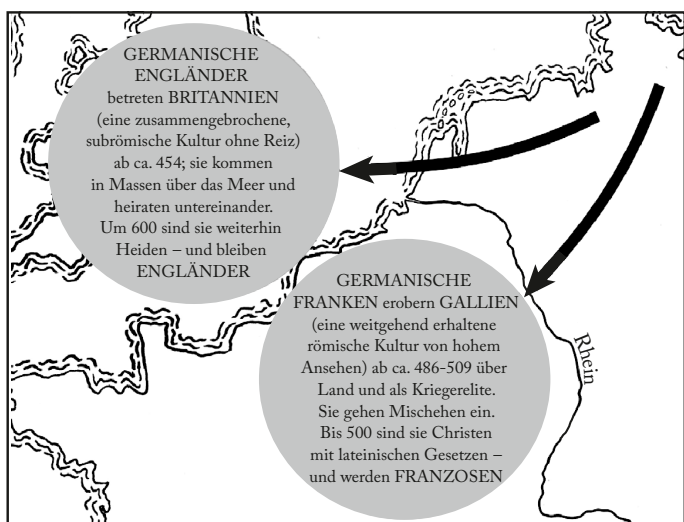 GERMANISCHE
ENGLÄNDER
betreten BRITANNIEN
(eine zusammengebrochene,
subrömische Kultur ohne Reiz)
ab ca. 454; sie kommen
in Massen über das Meer und
heiraten untereinander.
Um 600 sind sie weiterhin
Heiden – und bleiben
ENGLÄNDER
GERMANISCHE
FRANKEN erobern GALLIEN
(eine weitgehend erhaltene
römische Kultur von hohem
Ansehen) ab ca. 486-509 über
Land und als Kriegerelite.
Sie gehen Mischehen ein.
Bis 500 sind sie Christen
mit lateinischen Gesetzen –
und werden FRANZOSEN
Rhein